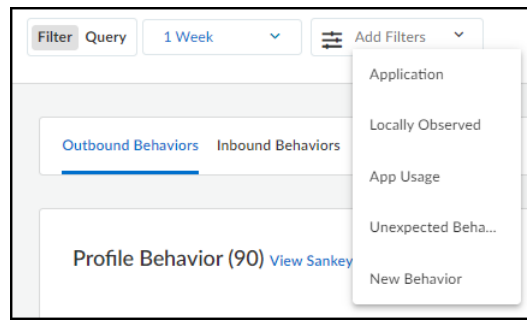 Filter Query 1 Week Add Filters
Application
Locally Observed
Outbound Behaviors Inbound Behaviors
App Usage
Unexpected Beha...
Profile Behavior (90) View Sankey
New Behavior